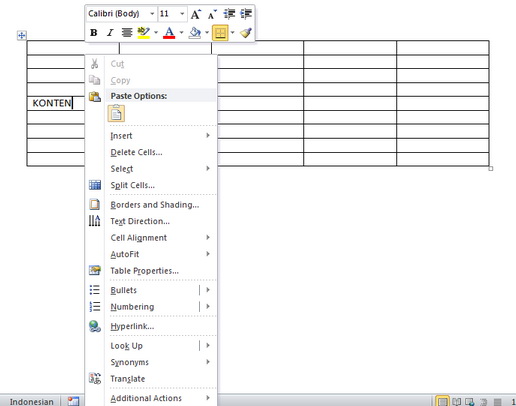 Calibri (Body) 11 A A
B I A
KONTEN
Cut
Copy
Paste Options:
Insert
Delete Cells...
Select
Split Cells...
Borders and Shading...
Text Direction...
Cell Alignment
AutoFit
Table Properties...
Bullets
Numbering
Hyperlink...
Look Up
Synonyms
Translate
Additional Actions
Indonesian
1